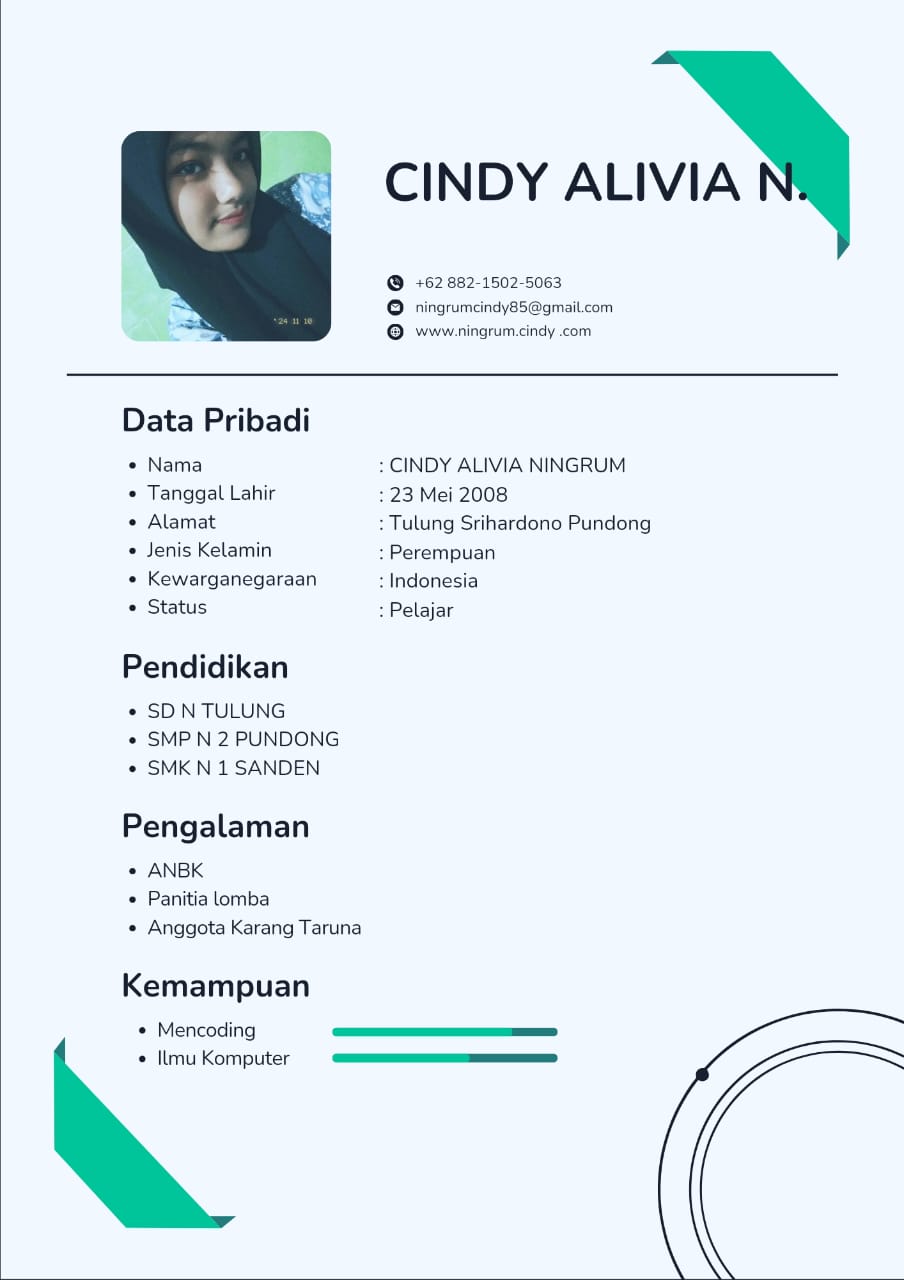 CINDY ALIVIA N.
'24 11 10
+62 882-1502-5063
ningrumcindy85@gmail.com
www.ningrum.cindy .com
Data Pribadi
• Nama : CINDY ALIVIA NINGRUM
• Tanggal Lahir : 23 Mei 2008
• Alamat : Tulung Srihardono Pundong
• Jenis Kelamin : Perempuan
• Kewarganegaraan : Indonesia
• Status : Pelajar
Pendidikan
• SD N TULUNG
• SMP N 2 PUNDONG
• SMK N 1 SANDEN
Pengalaman
• ANBK
• Panitia lomba
• Anggota Karang Taruna
Kemampuan
• Mencoding
• Ilmu Komputer